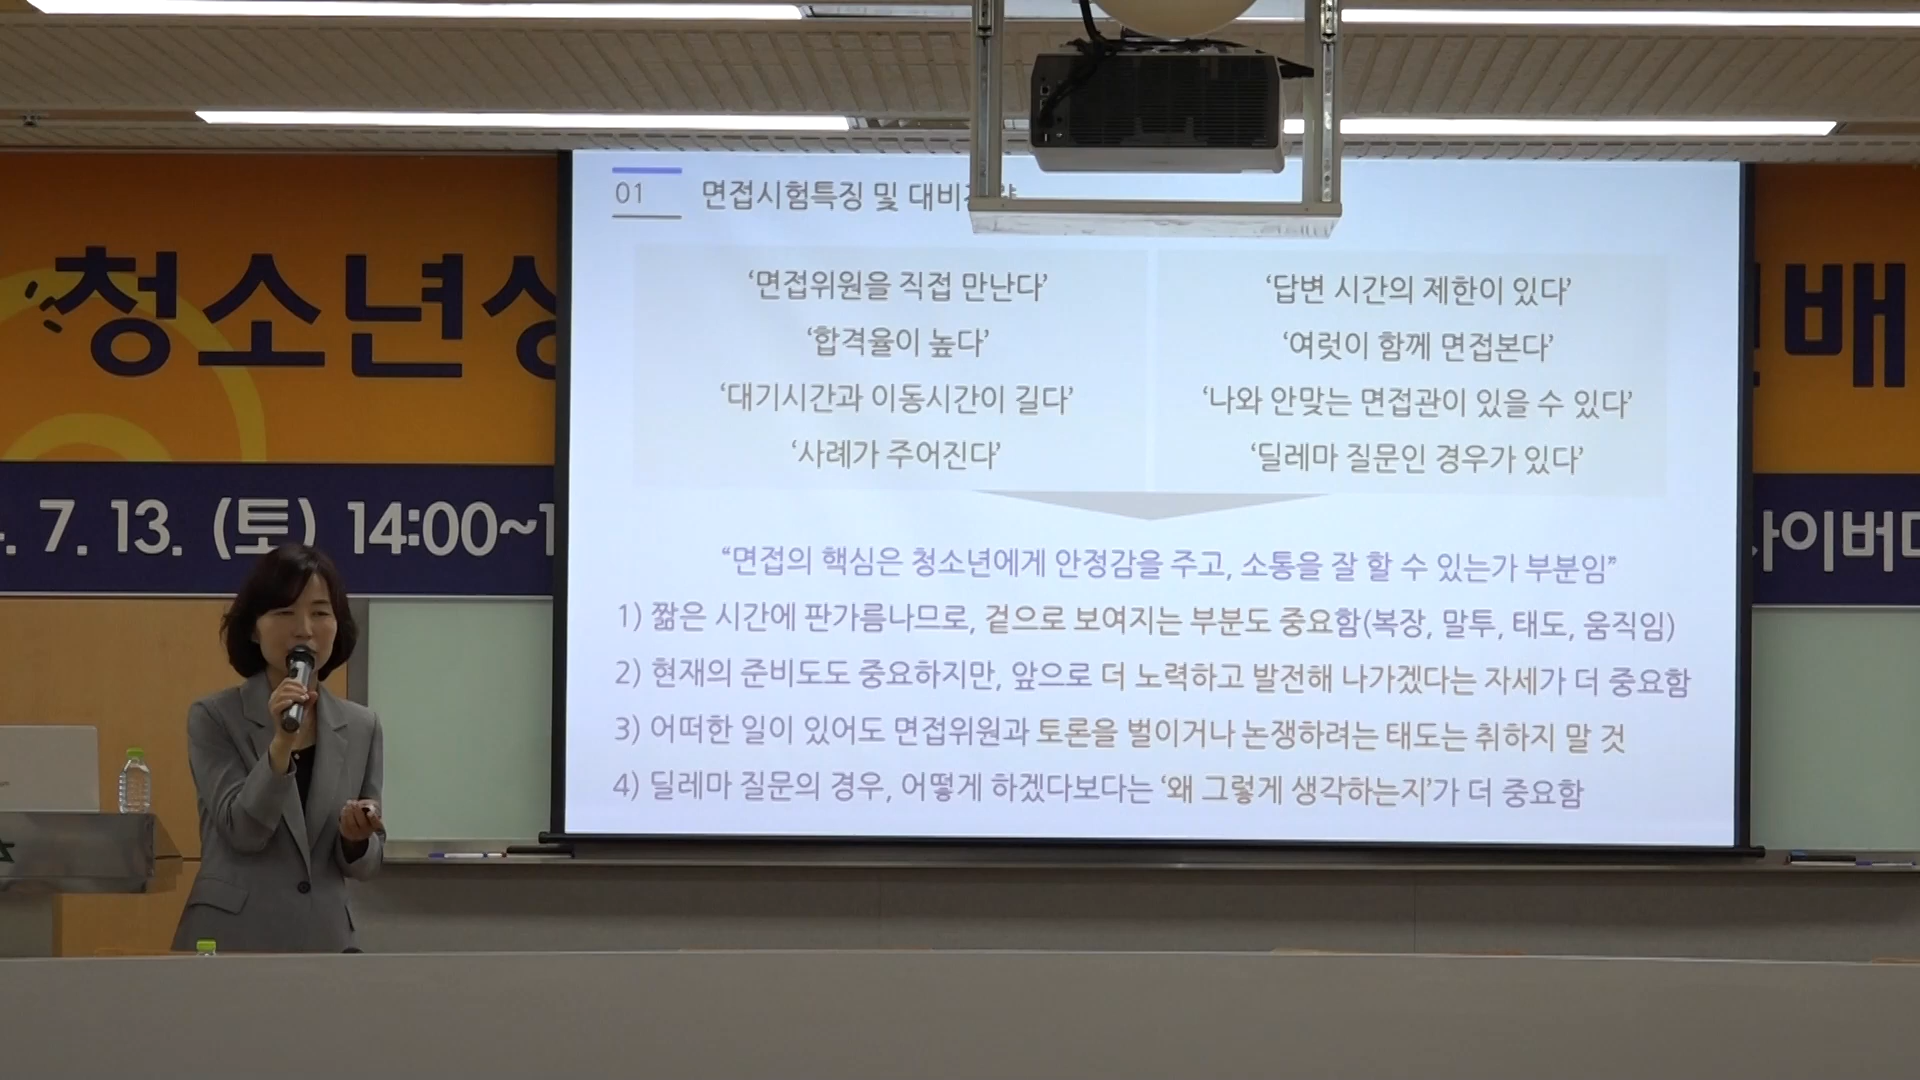 01 면접시험특징 및 대비전략
‘면접위원을 직접 만난다’
‘합격율이 높다’
‘대기시간과 이동시간이 길다’
‘사례가 주어진다’
‘답변 시간의 제한이 있다’
‘여럿이 함께 면접본다’
‘나와 안맞는 면접관이 있을 수 있다’
‘딜레마 질문인 경우가 있다’
“면접의 핵심은 청소년에게 안정감을 주고, 소통을 잘 할 수 있는가 부분임”
1) 짧은 시간에 판가름나므로, 겉으로 보여지는 부분도 중요함(복장, 말투, 태도, 움직임)
2) 현재의 준비도도 중요하지만, 앞으로 더 노력하고 발전해 나가겠다는 자세가 더 중요함
3) 어떠한 일이 있어도 면접위원과 토론을 벌이거나 논쟁하려는 태도는 취하지 말 것
4) 딜레마 질문의 경우, 어떻게 하겠다보다는 ‘왜 그렇게 생각하는지’가 더 중요함
청소년상
배
. 7. 13. (토) 14:00~1
사이버대